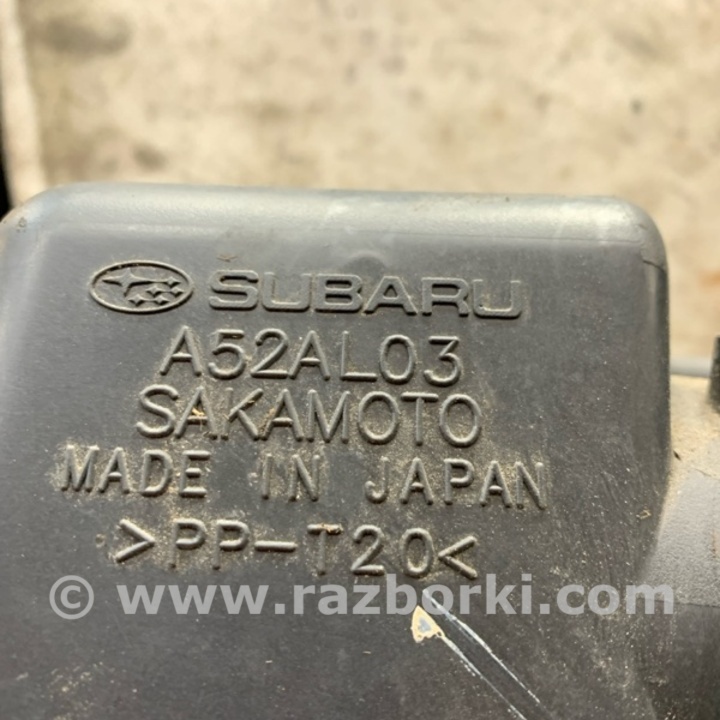 SUBARU
A52AL03
SAKAMOTO
MADE IN JAPAN
>PP-T20<
© www.razborki.com